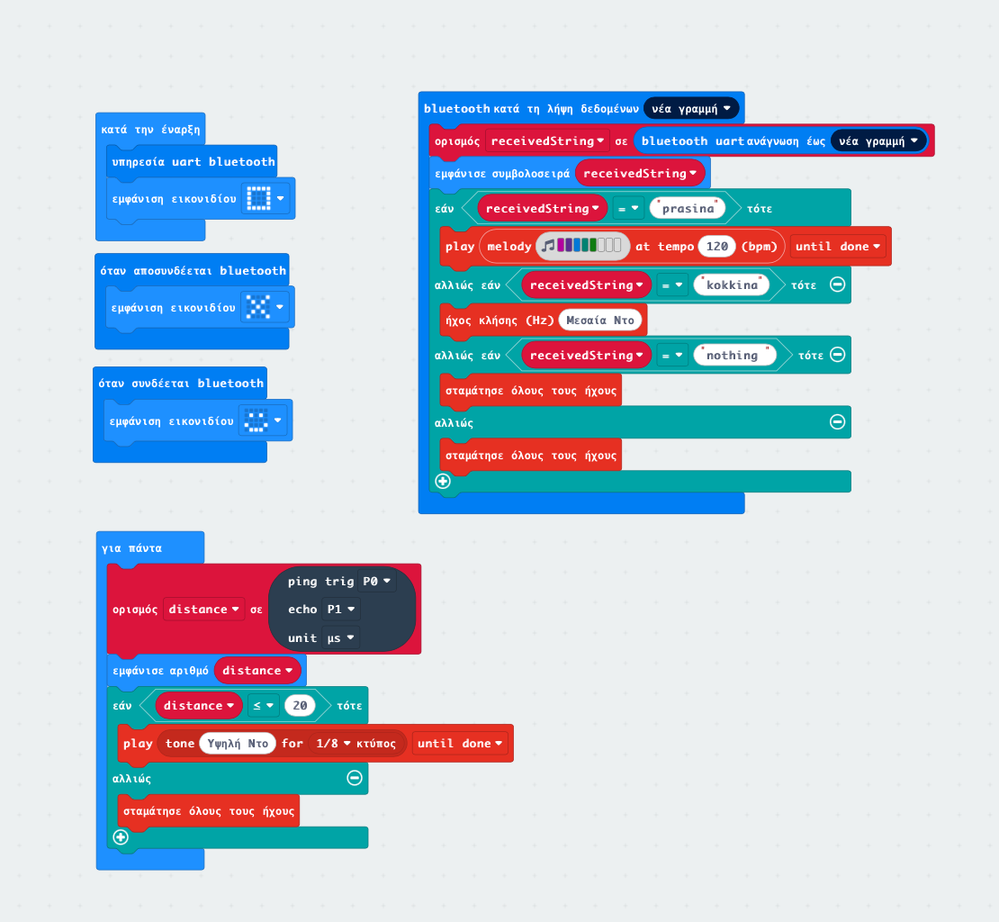 κατά την έναρξη
υπηρεσία uart bluetooth
εμφάνιση εικονιδίου
όταν αποσυνδέεται bluetooth
εμφάνιση εικονιδίου
όταν συνδέεται bluetooth
εμφάνιση εικονιδίου
bluetooth κατά τη λήψη δεδομένων νέα γραμμή
ορισμός receivedString σε bluetooth uart ανάγνωση έως νέα γραμμή
εμφάνισε συμβολοσειρά receivedString
εάν receivedString = "prasina" τότε
play melody at tempo 120 (bpm) until done
αλλιώς εάν receivedString = "kokkina" τότε
ήχος κλήσης (Hz) Μεσαία Ντο
αλλιώς εάν receivedString = "nothing " τότε
σταμάτησε όλους τους ήχους
αλλιώς
σταμάτησε όλους τους ήχους
για πάντα
ορισμός distance σε
ping trig P0
echo P1
unit μs
εμφάνισε αριθμό distance
εάν distance ≤ 20 τότε
play tone Υψηλή Ντο for 1/8 κτύπος until done
αλλιώς
σταμάτησε όλους τους ήχους